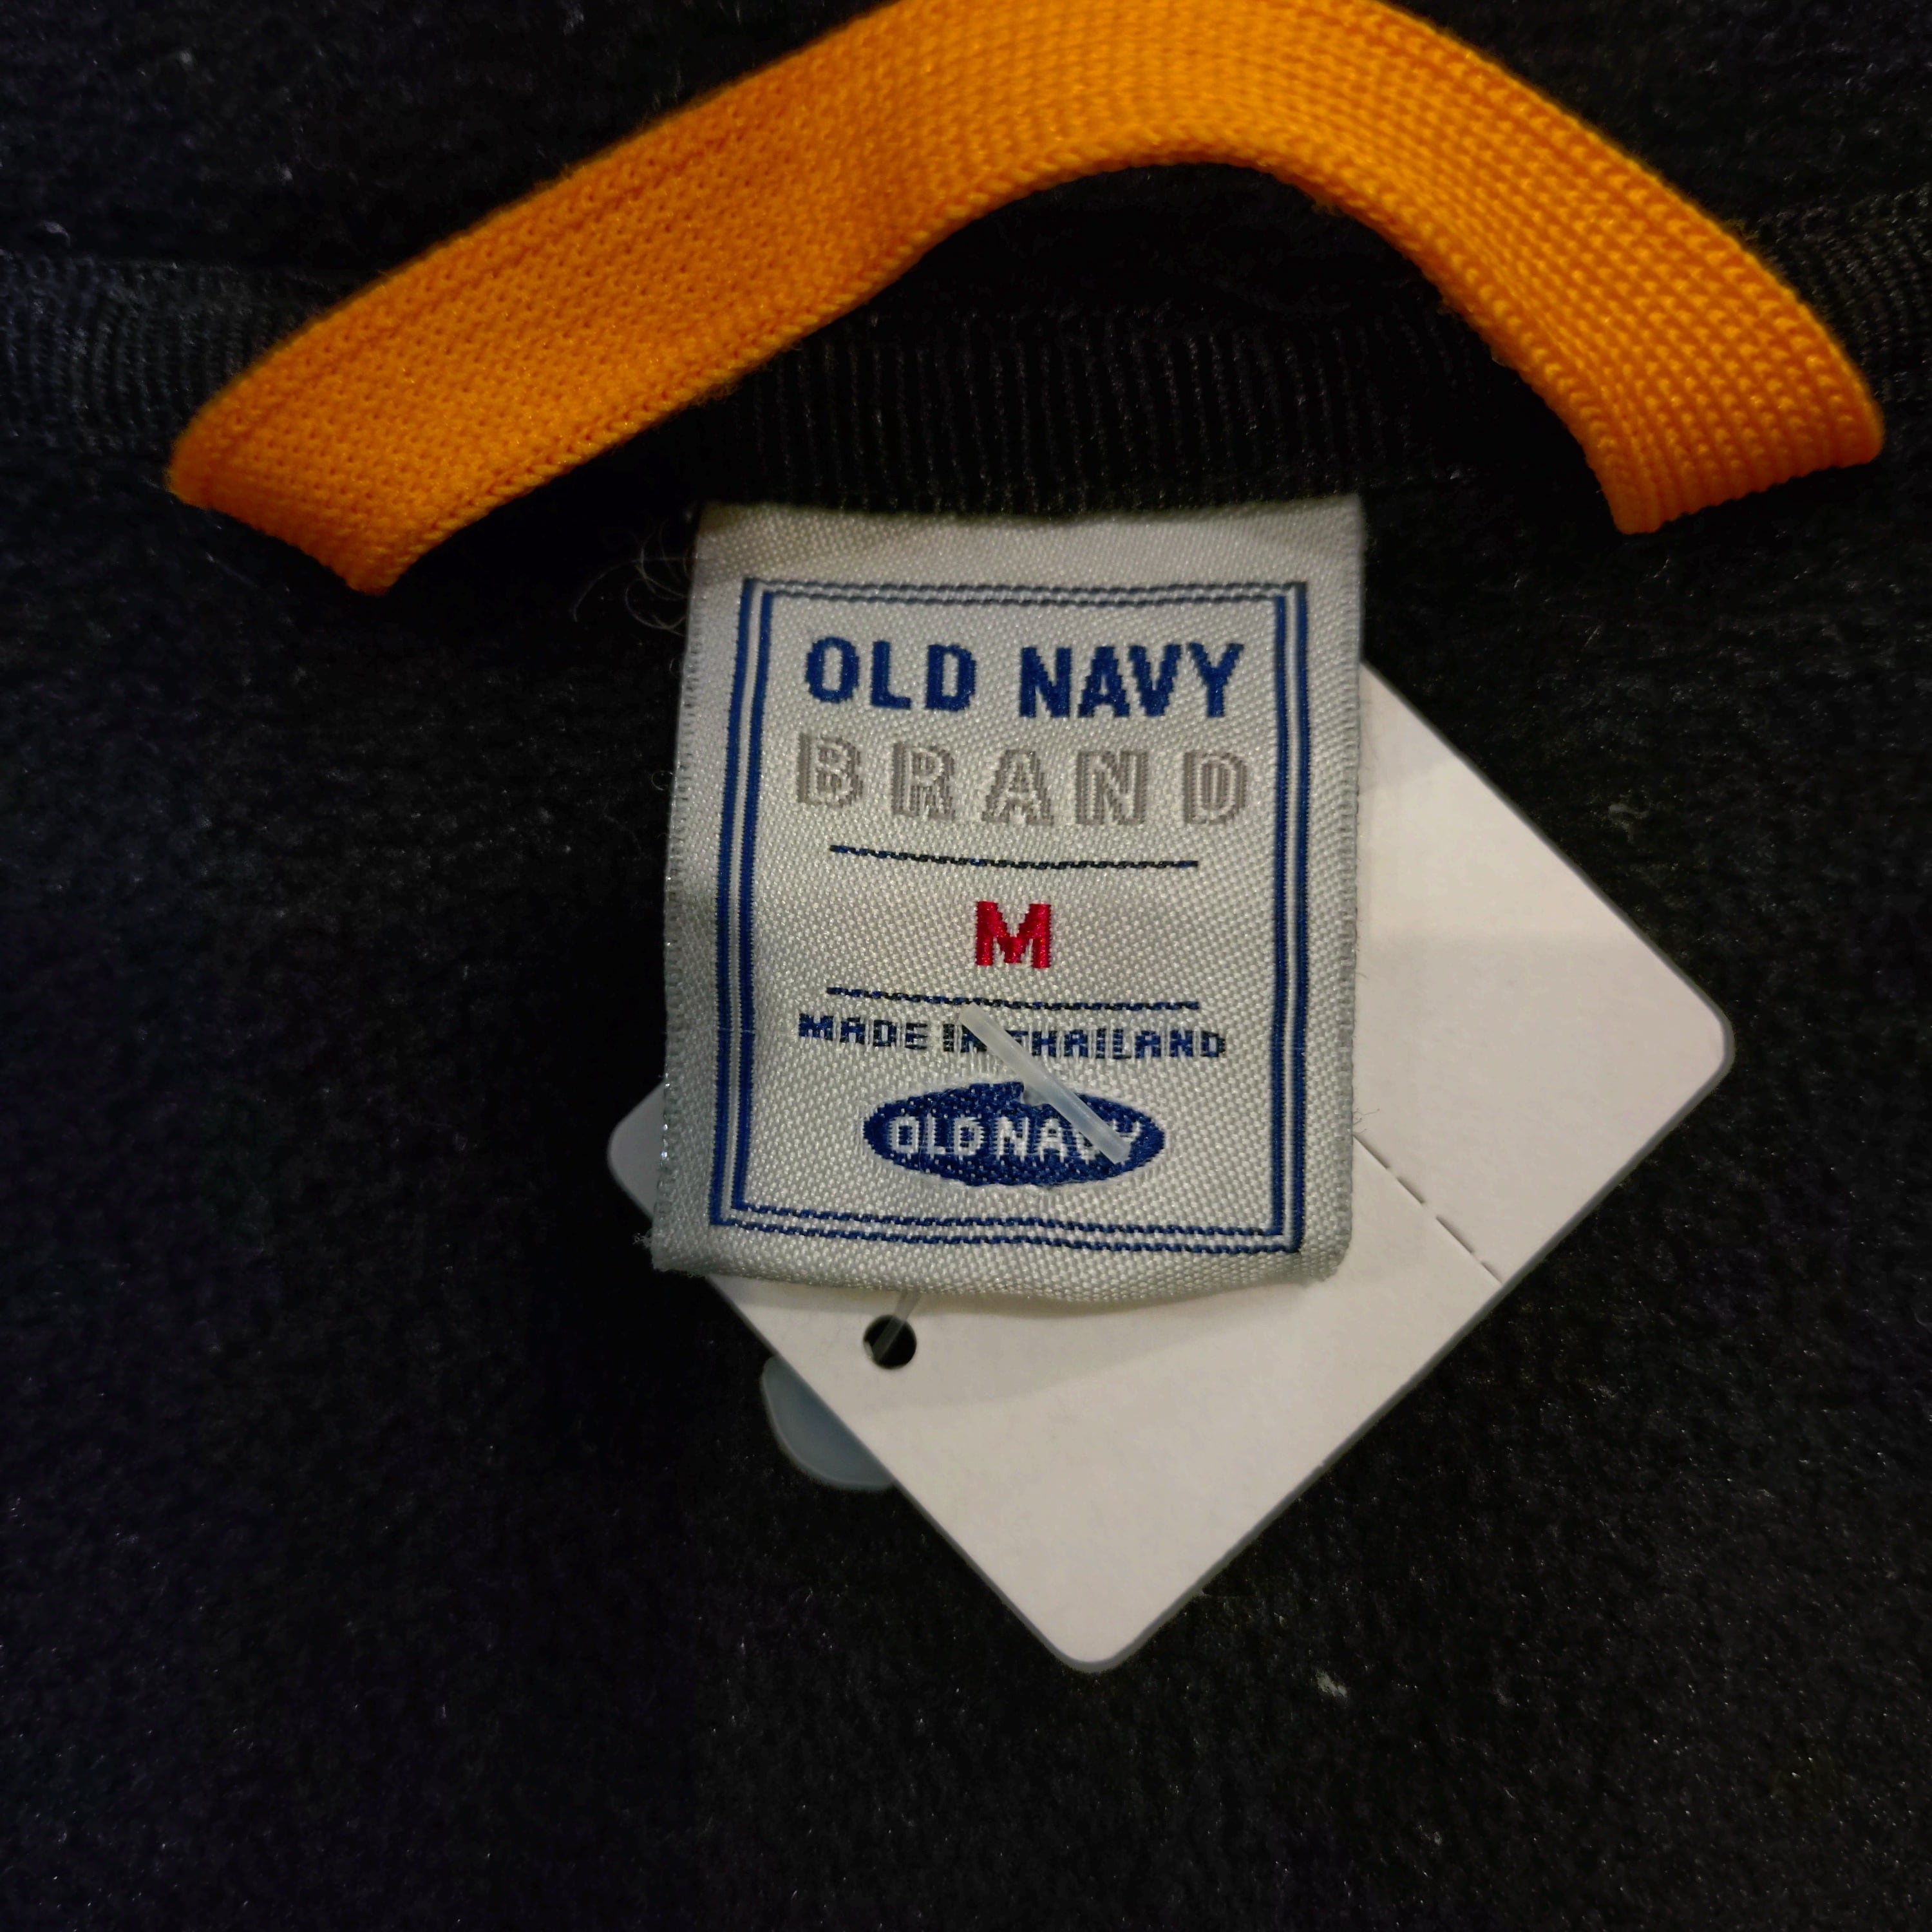 OLD NAVY
BRAND
M
MADE IN THAILAND
OLD NAVY